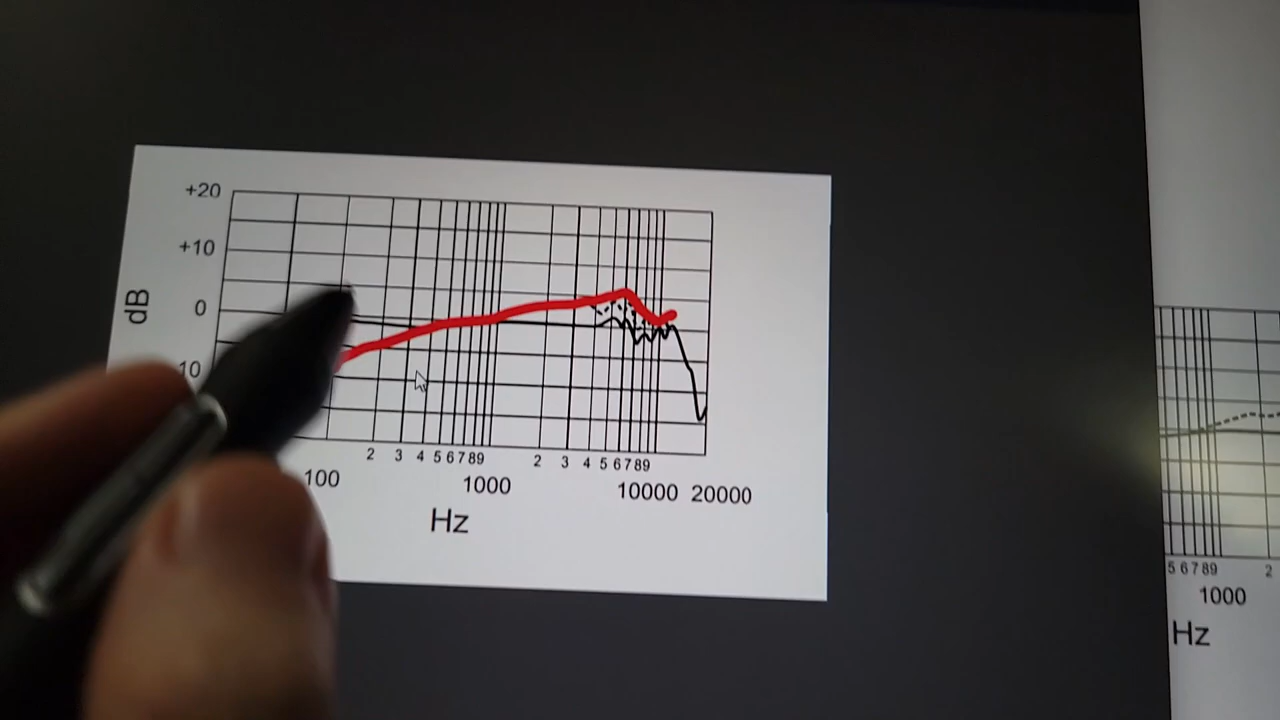 +20
+10
dB
0
10
2 3 4 5 6 7 8 9 2 3 4 5 6 7 8 9
100 1000 10000 20000
Hz
5 6 7 8 9 2
1000
Hz